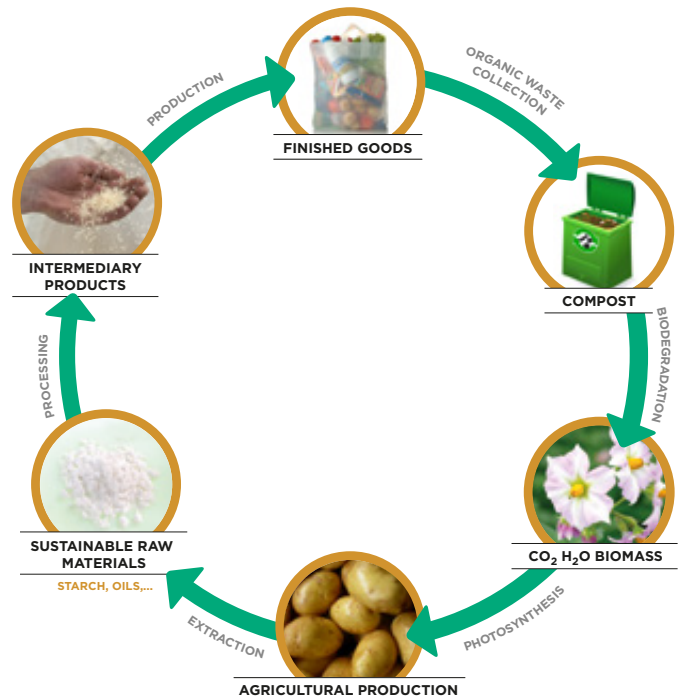 PRODUCTION
ORGANIC WASTE
COLLECTION
FINISHED GOODS
INTERMEDIARY
PRODUCTS
COMPOST
BIODEGRADATION
PROCESSING
SUSTAINABLE RAW
MATERIALS
STARCH, OILS,...
CO₂ H₂O BIOMASS
PHOTOSYNTHESIS
EXTRACTION
AGRICULTURAL PRODUCTION